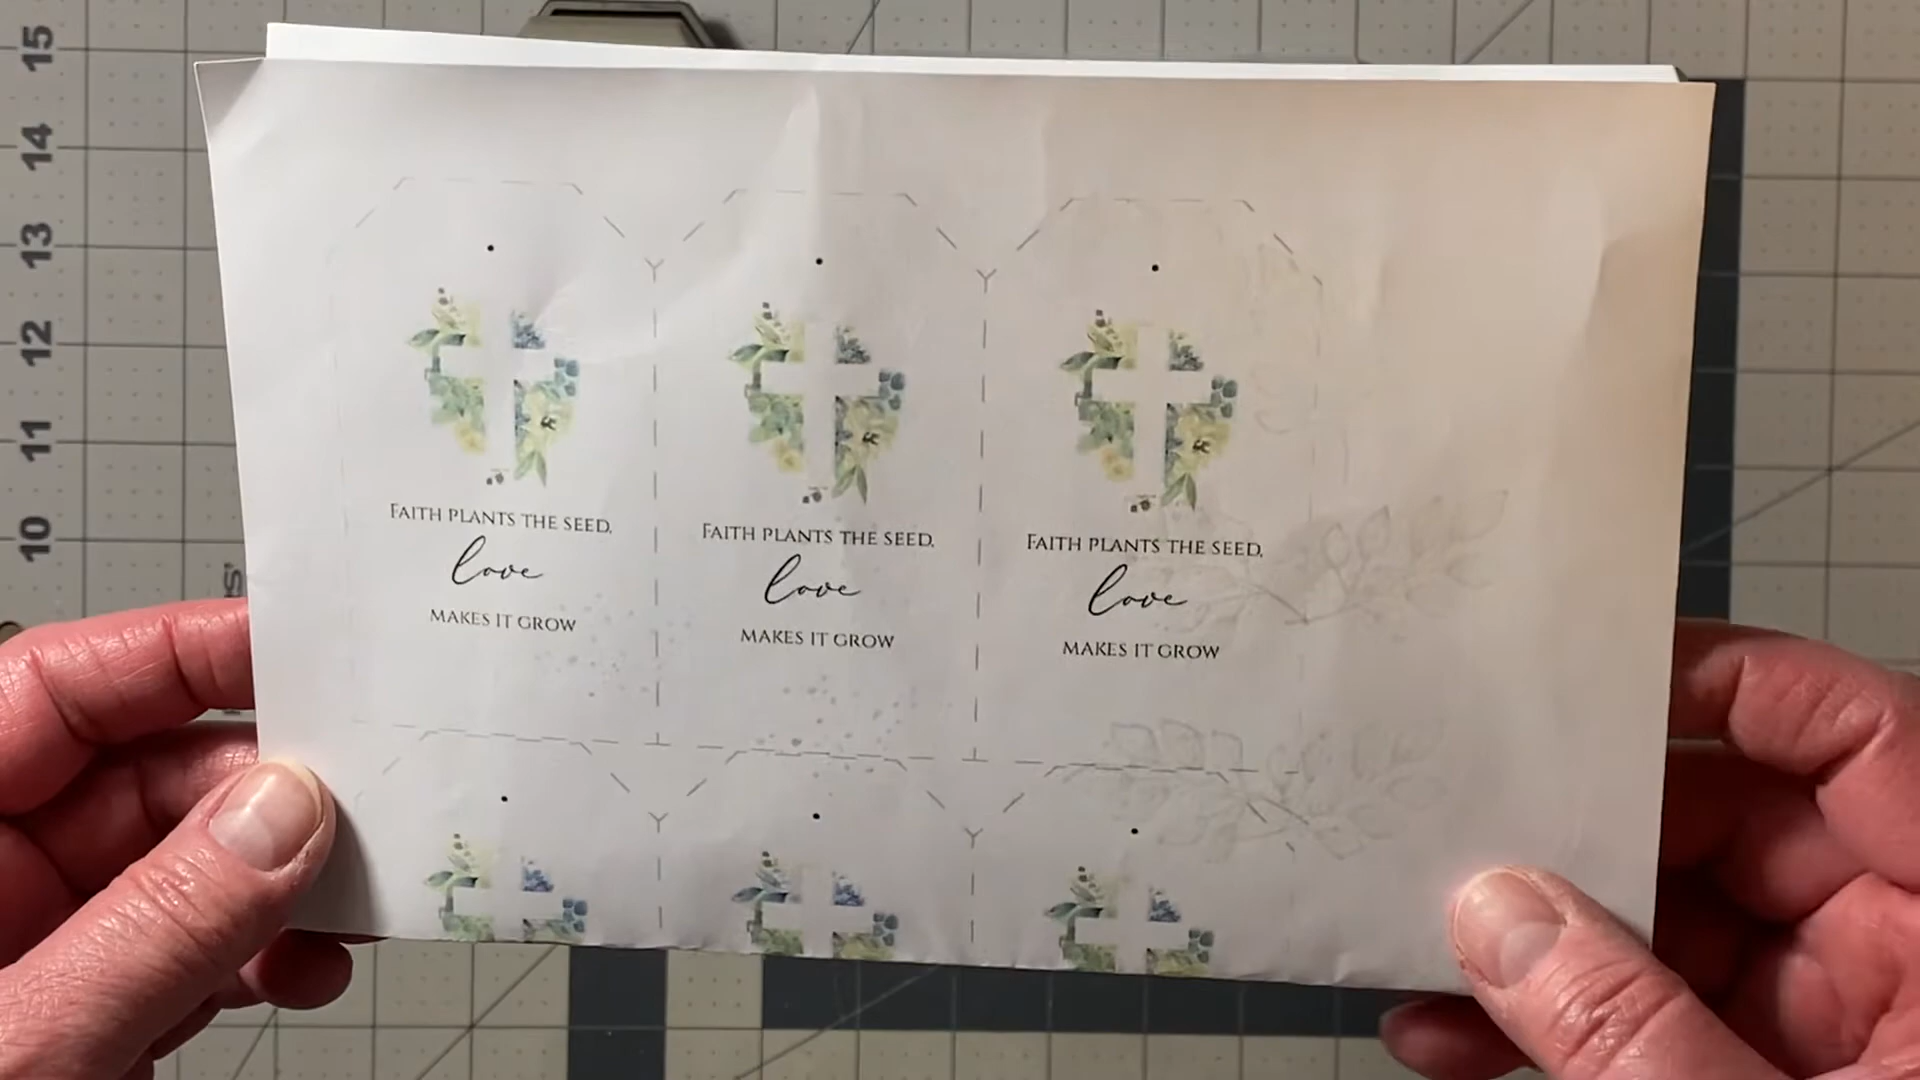 15
14
13
12
11
10
FAITH PLANTS THE SEED,
love
MAKES IT GROW
FAITH PLANTS THE SEED,
love
MAKES IT GROW
FAITH PLANTS THE SEED,
love
MAKES IT GROW